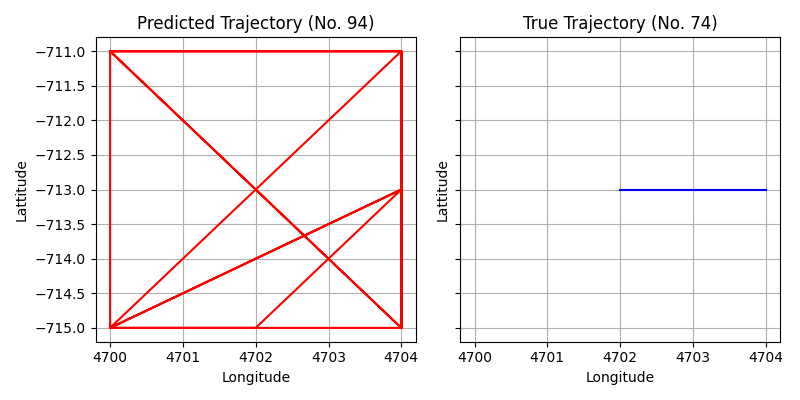 Predicted Trajectory (No. 94)
True Trajectory (No. 74)
−711.0
−711.5
−712.0
−712.5
−713.0
−713.5
−714.0
−714.5
−715.0
Lattitude
Lattitude
4700 4701 4702 4703 4704
4700 4701 4702 4703 4704
Longitude
Longitude